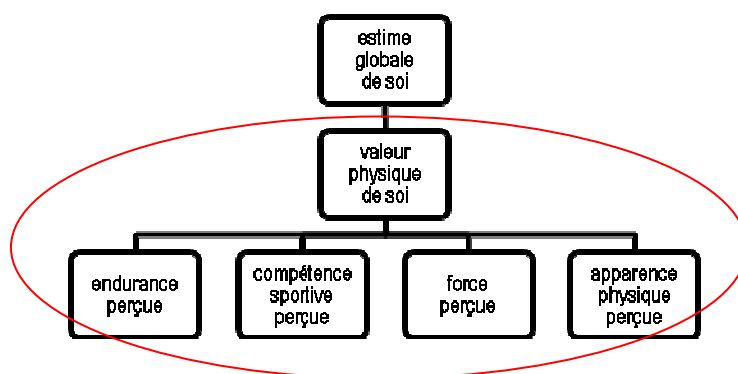 estime
globale
de soi
valeur
physique
de soi
endurance
perçue
compétence
sportive
perçue
force
perçue
apparence
physique
perçue